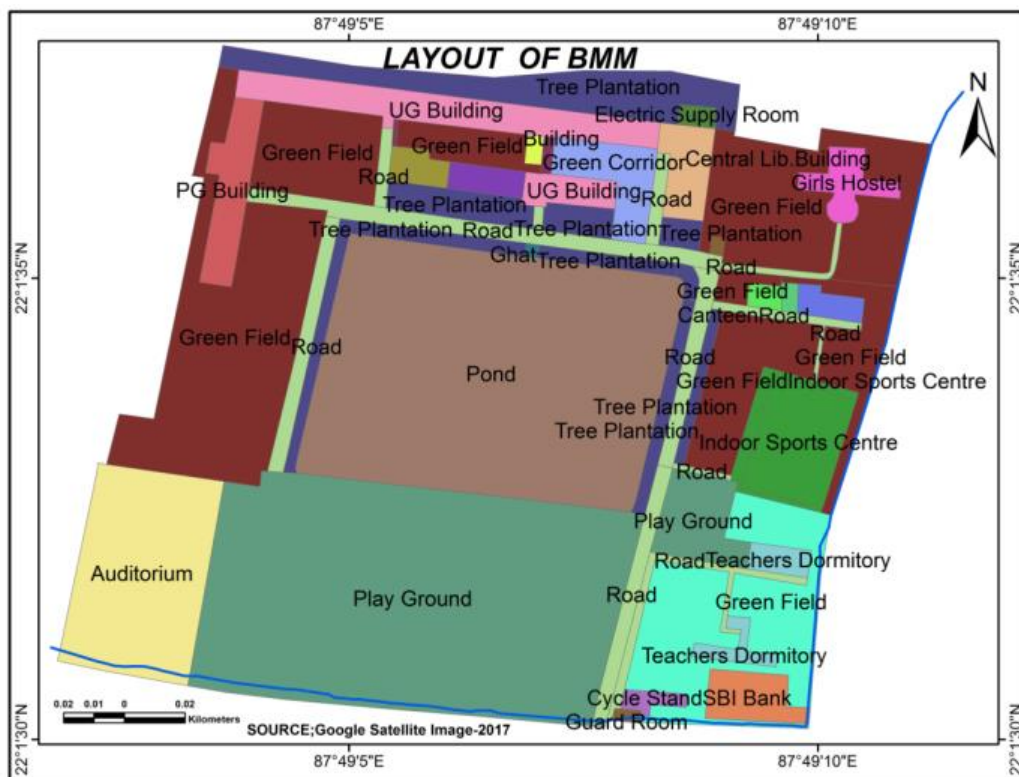 87°49'5"E
87°49'10"E
LAYOUT OF BMM
N
Tree Plantation
UG Building
Electric Supply Room
Building
Green Field
Green Field
Green Corridor
Central Lib.Building
Road
Girls Hostel
PG Building
UG Building
Road
Tree Plantation
Green Field
Tree Plantation
Road
Tree Plantation
Tree Plantation
Ghat
Tree Plantation
Road
22°1'35"N
22°1'35"N
Green Field
Canteen
Road
Green Field
Road
Road
Road
Green Field
Pond
Green Field
Indoor Sports Centre
Tree Plantation
Tree Plantation
Indoor Sports Centre
Road
Play Ground
Road
Teachers Dormitory
Auditorium
Play Ground
Road
Green Field
Teachers Dormitory
Cycle Stand
SBI Bank
Guard Room
0.02 0.01 0 0.02
Kilometers
SOURCE;Google Satellite Image-2017
22°1'30"N
22°1'30"N
87°49'5"E
87°49'10"E